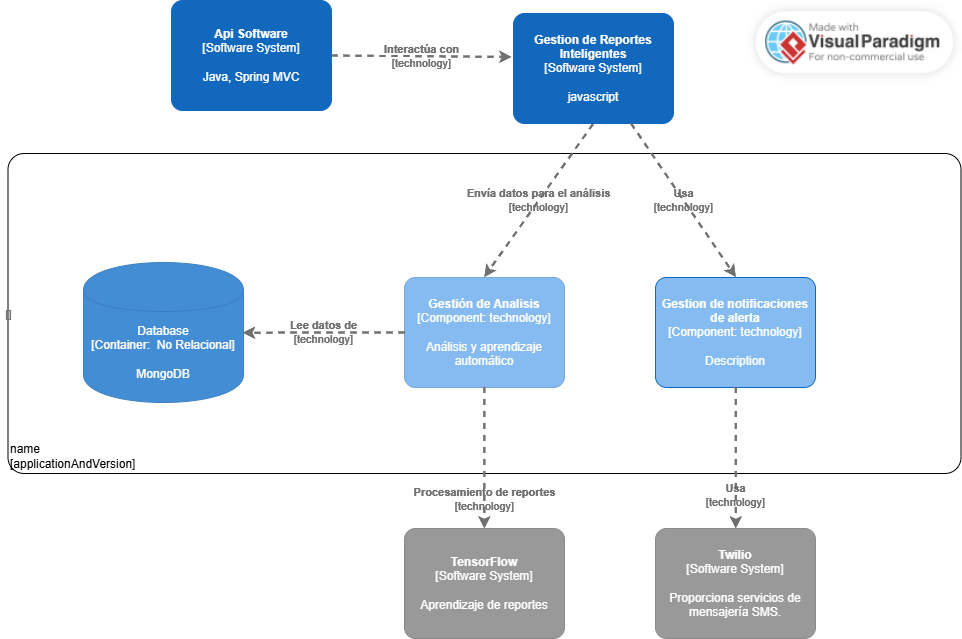 Api Software
[Software System]
Java, Spring MVC
Interactúa con
[technology]
Gestion de Reportes
Inteligentes
[Software System]
javascript
Made with
VisualParadigm
For non-commercial use
Envía datos para el análisis
[technology]
Usa
[technology]
Database
[Container:  No Relacional]
MongoDB
Lee datos de
[technology]
Gestión de Analisis
[Component: technology]
Análisis y aprendizaje
automático
Gestion de notificaciones
de alerta
[Component: technology]
Description
[]
name
[applicationAndVersion]
Procesamiento de reportes
[technology]
Usa
[technology]
TensorFlow
[Software System]
Aprendizaje de reportes
Twilio
[Software System]
Proporciona servicios de
mensajería SMS.